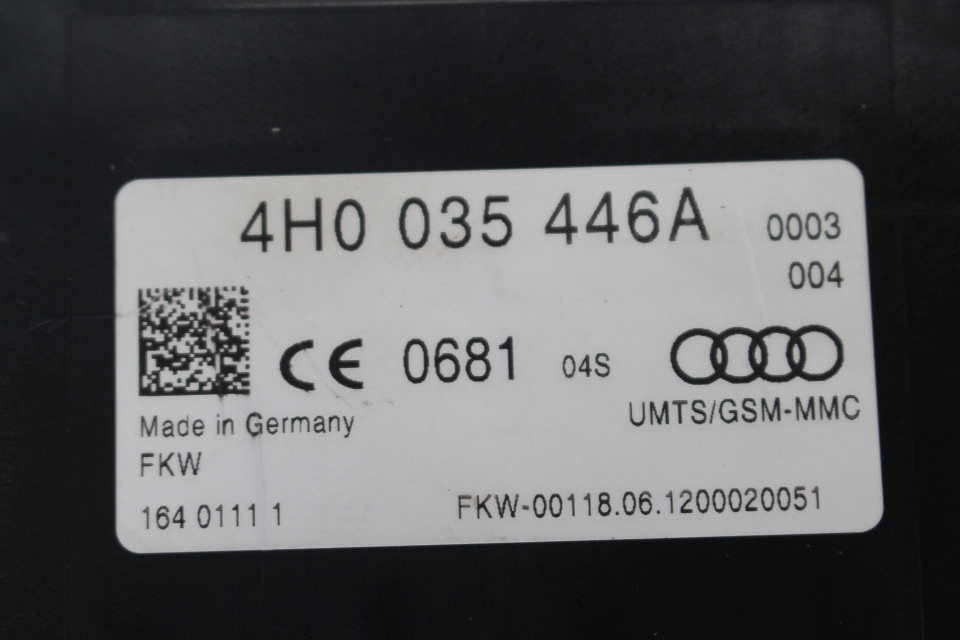 4H0 035 446A 0003
004
CE 0681 04S
UMTS/GSM-MMC
Made in Germany
FKW
164 0111 1
FKW-00118.06.1200020051